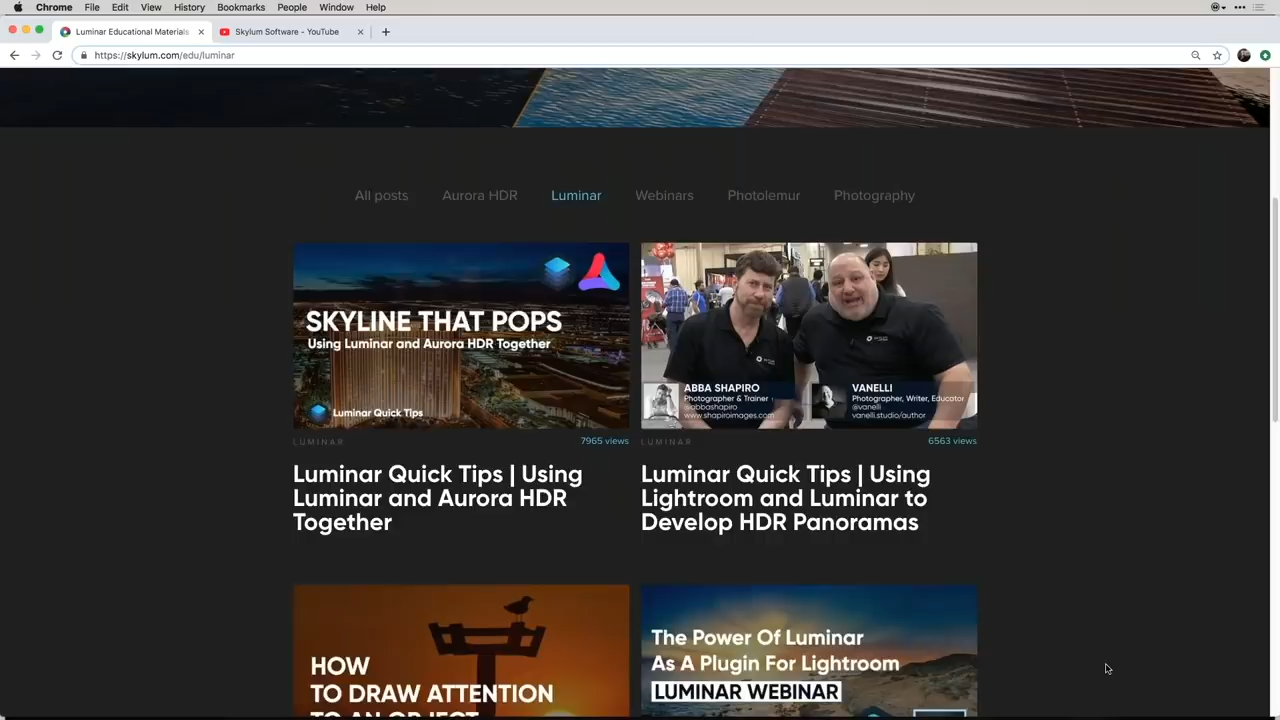 Chrome File Edit View History Bookmarks People Window Help
Luminar Educational Materials
Skylum Software - YouTube
https://skylum.com/edu/luminar
All posts Aurora HDR Luminar Webinars Photolemur Photography
SKYLINE THAT POPS
Using Luminar and Aurora HDR Together
Luminar Quick Tips
ABBA SHAPIRO
Photographer & Trainer
@abbashapiro
www.shapiroimages.com
VANELLI
Photographer, Writer, Educator
@vanelli
vanelli.studio/author
LUMINAR 7965 views
LUMINAR 6563 views
Luminar Quick Tips | Using
Luminar and Aurora HDR
Together
Luminar Quick Tips | Using
Lightroom and Luminar to
Develop HDR Panoramas
HOW
TO DRAW ATTENTION
TO AN OBJECT
The Power Of Luminar
As A Plugin For Lightroom
LUMINAR WEBINAR